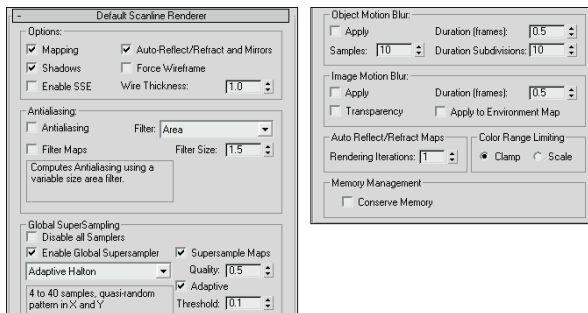 - Default Scanline Renderer
Options:
Mapping Auto-Reflect/Refract and Mirrors
Shadows Force Wireframe
Enable SSE Wire Thickness: 1.0
Antialiasing:
Antialiasing Filter: Area
Filter Maps Filter Size: 1.5
Computes Antialiasing using a
variable size area filter.
Global SuperSampling
Disable all Samplers
Enable Global Supersampler Supersample Maps
Adaptive Halton Quality: 0.5
Adaptive
4 to 40 samples, quasi-random
pattern in X and Y
Threshold: 0.1
Object Motion Blur:
Apply Duration (frames): 0.5
Samples: 10 Duration Subdivisions: 10
Image Motion Blur:
Apply Duration (frames): 0.5
Transparency Apply to Environment Map
Auto Reflect/Refract Maps
Rendering Iterations: 1
Color Range Limiting
Clamp Scale
Memory Management
Conserve Memory